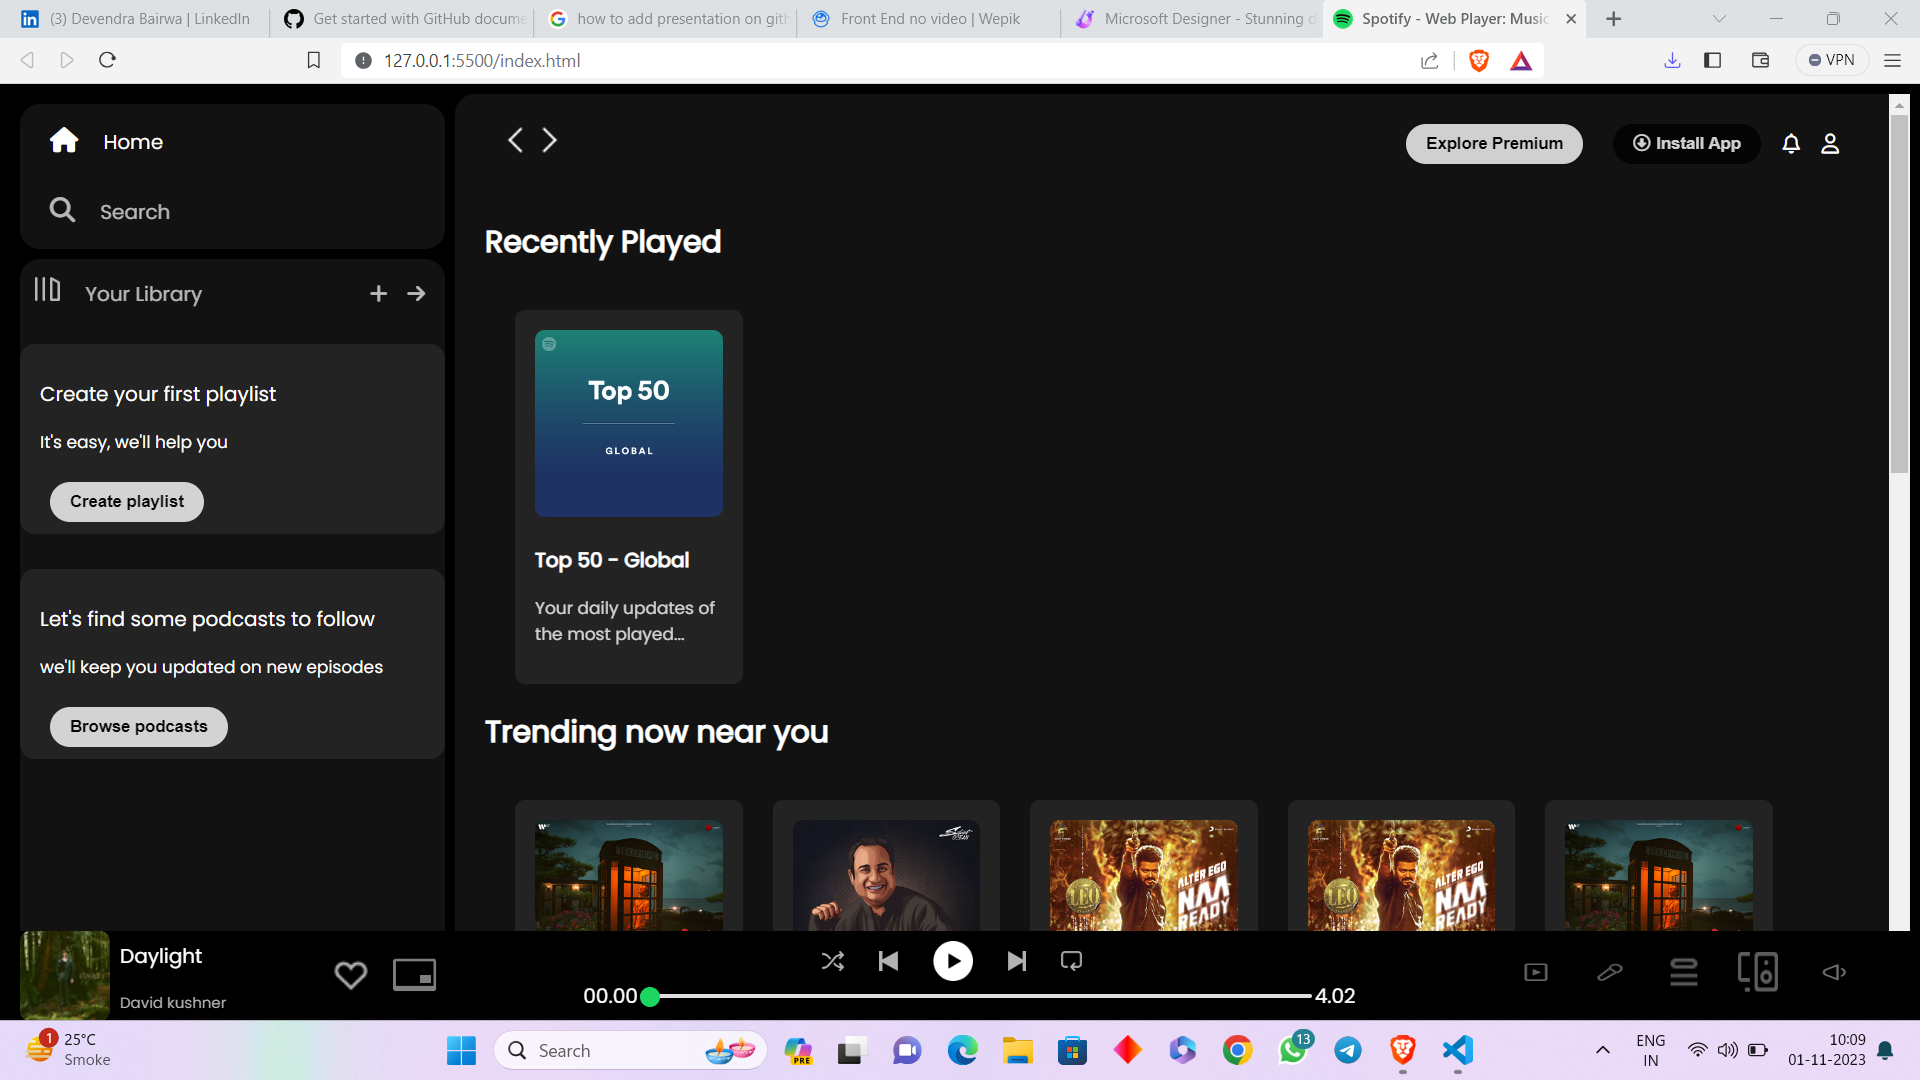 (3) Devendra Bairwa | LinkedIn
Get started with GitHub docume
how to add presentation on gith
Front End no video | Wepik
Microsoft Designer - Stunning d
Spotify - Web Player: Music
127.0.0.1:5500/index.html
VPN
Home
Search
Your Library
Create your first playlist
It's easy, we'll help you
Create playlist
Let's find some podcasts to follow
we'll keep you updated on new episodes
Browse podcasts
Explore Premium
Install App
Recently Played
Top 50
GLOBAL
Top 50 - Global
Your daily updates of
the most played...
Trending now near you
LEO
ALTER EGO
NAA
READY
LEO
ALTER EGO
NAA
READY
Daylight
David kushner
00.00
4.02
1
25°C
Smoke
Search
PRE
13
ENG
IN
10:09
01-11-2023